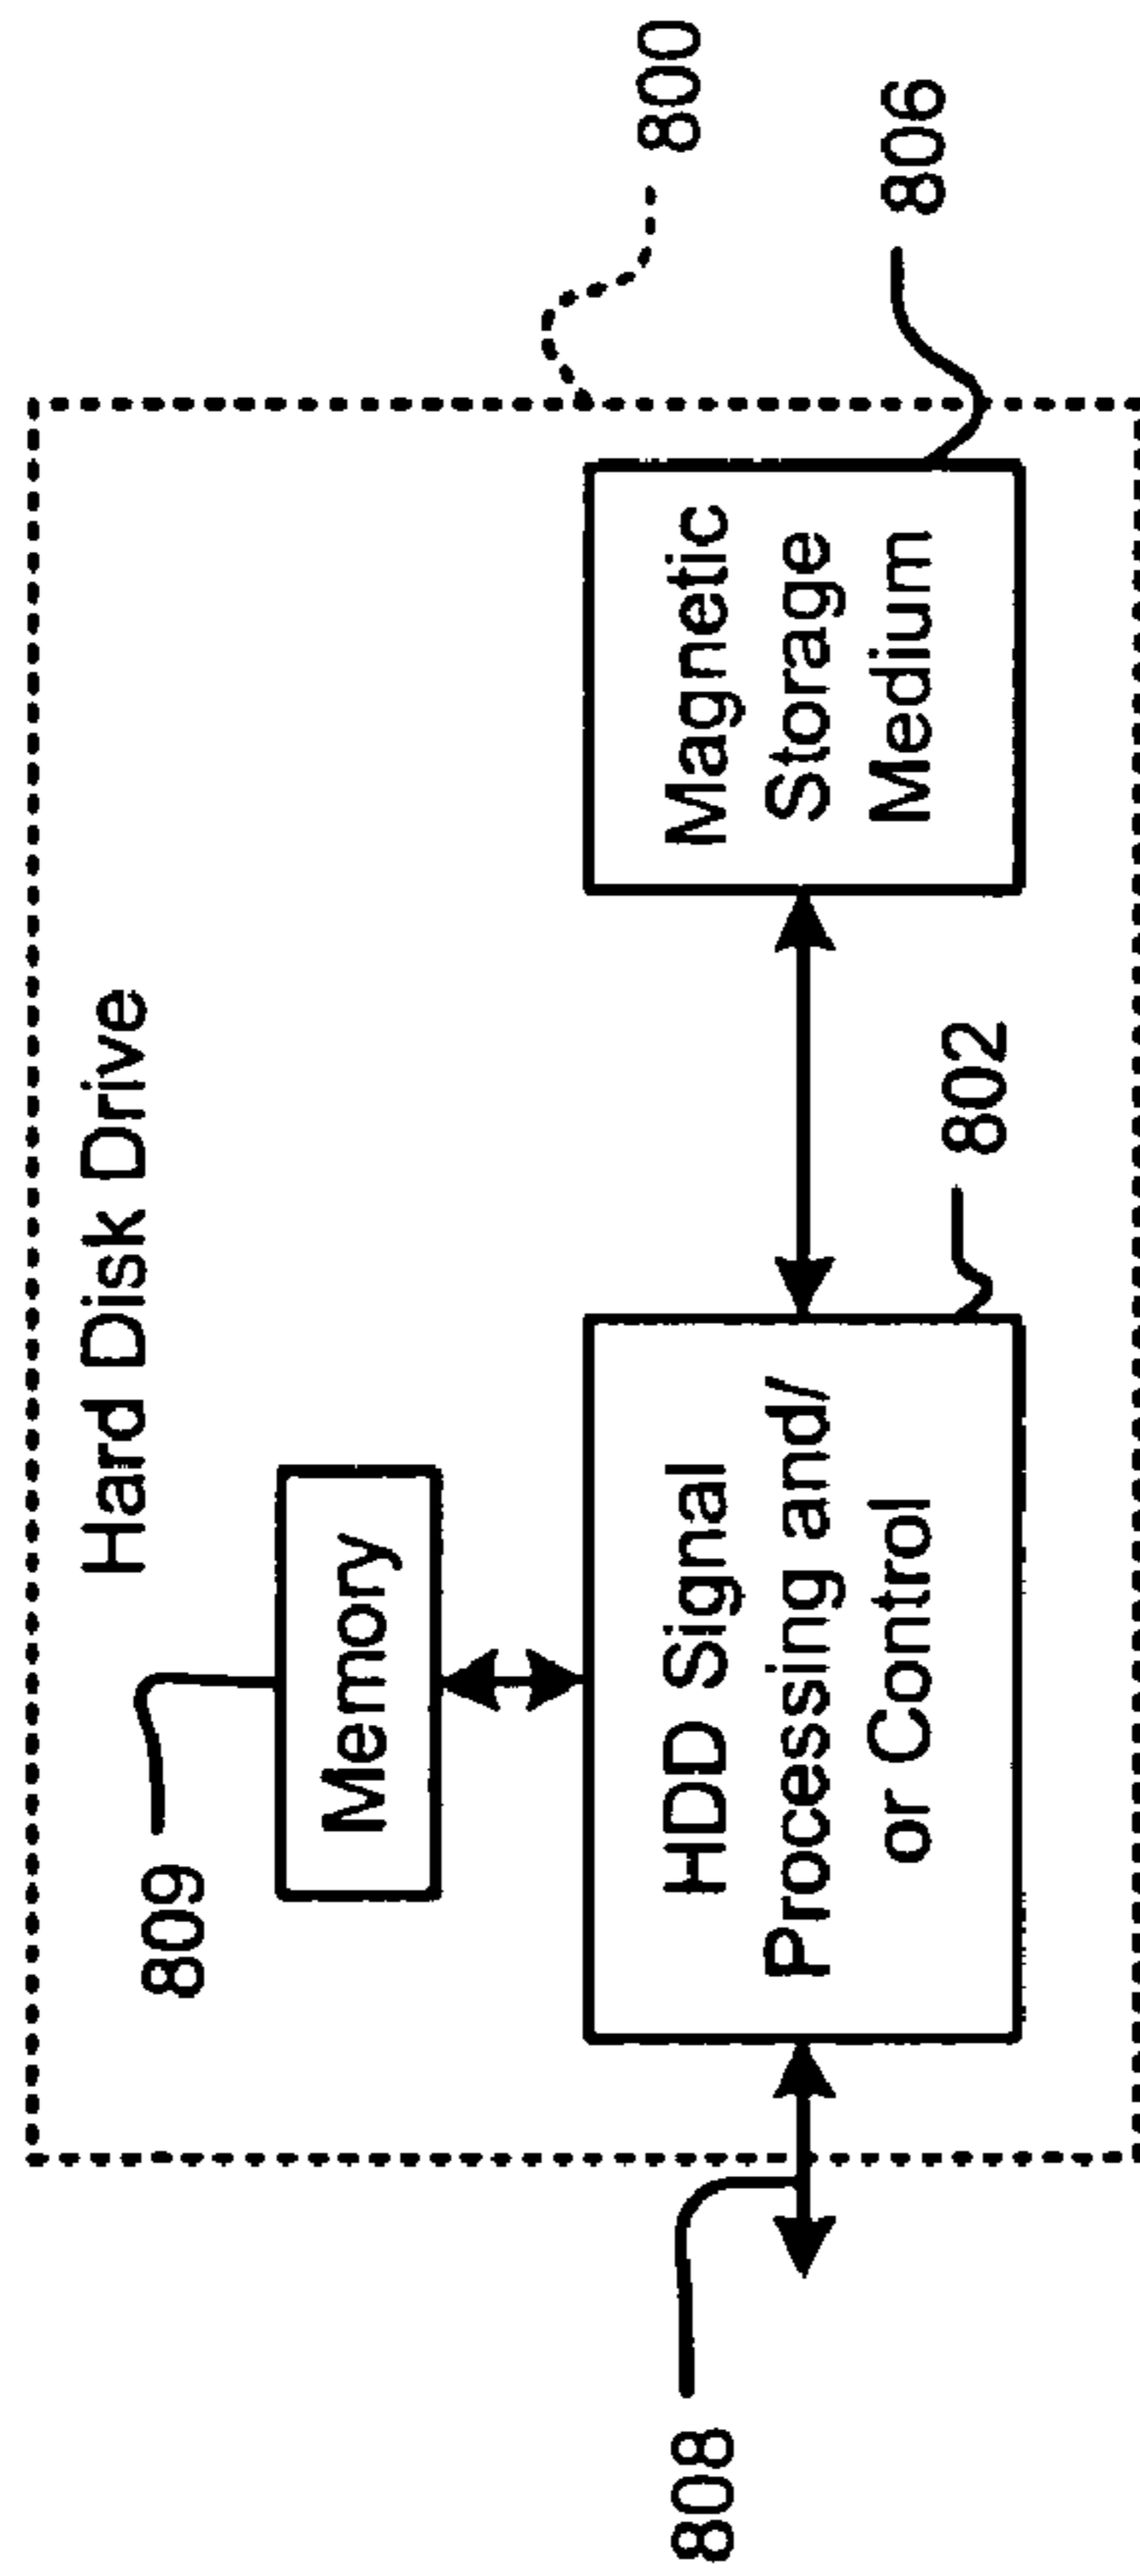 Hard Disk Drive
800
809
Memory
HDD Signal
Processing and/
or Control
Magnetic
Storage
Medium
802
806
808